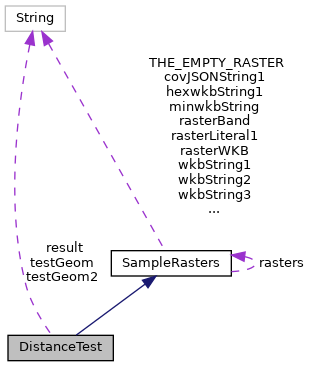 String
THE_EMPTY_RASTER
covJSONString1
hexwkbString1
minwkbString
rasterBand
rasterLiteral1
rasterWKB
wkbString1
wkbString2
wkbString3
...
result
testGeom
testGeom2
SampleRasters
rasters
DistanceTest